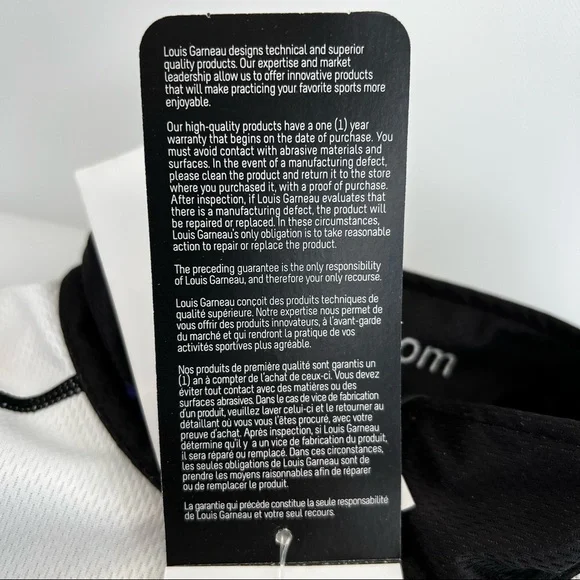 Louis Garneau designs technical and superior
quality products. Our expertise and market
leadership allow us to offer innovative products
that will make practicing your favorite sports more
enjoyable.
Our high-quality products have a one (1) year
warranty that begins on the date of purchase. You
must avoid contact with abrasive materials and
surfaces. In the event of a manufacturing defect,
please clean the product and return it to the store
where you purchased it, with a proof of purchase.
After inspection, if Louis Garneau evaluates that
there is a manufacturing defect, the product will
be repaired or replaced. In these circumstances,
Louis Garneau's only obligation is to take reasonable
action to repair or replace the product.
The preceding guarantee is the only responsibility
of Louis Garneau, and therefore your only recourse.
Louis Garneau conçoit des produits techniques de
qualité supérieure. Notre expertise nous permet de
vous offrir des produits innovateurs, à l'avant-garde
du marché et qui rendront la pratique de vos
activités sportives plus agréable.
Nos produits de première qualité sont garantis un
(1) an à compter de l'achat de ceux-ci. Vous devez
éviter tout contact avec des matières ou des
surfaces abrasives. Dans le cas de vice de fabrication
d'un produit, veuillez laver celui-ci et le retourner au
détaillant où vous vous l'êtes procuré, avec votre
preuve d'achat. Après inspection, si Louis Garneau
détermine qu'il y a un vice de fabrication du produit,
il sera réparé ou remplacé. Dans ces circonstances,
les seules obligations de Louis Garneau sont de
prendre les moyens raisonnables afin de réparer
ou de remplacer le produit.
La garantie qui précède constitue la seule responsabilité
de Louis Garneau et votre seul recours.
om